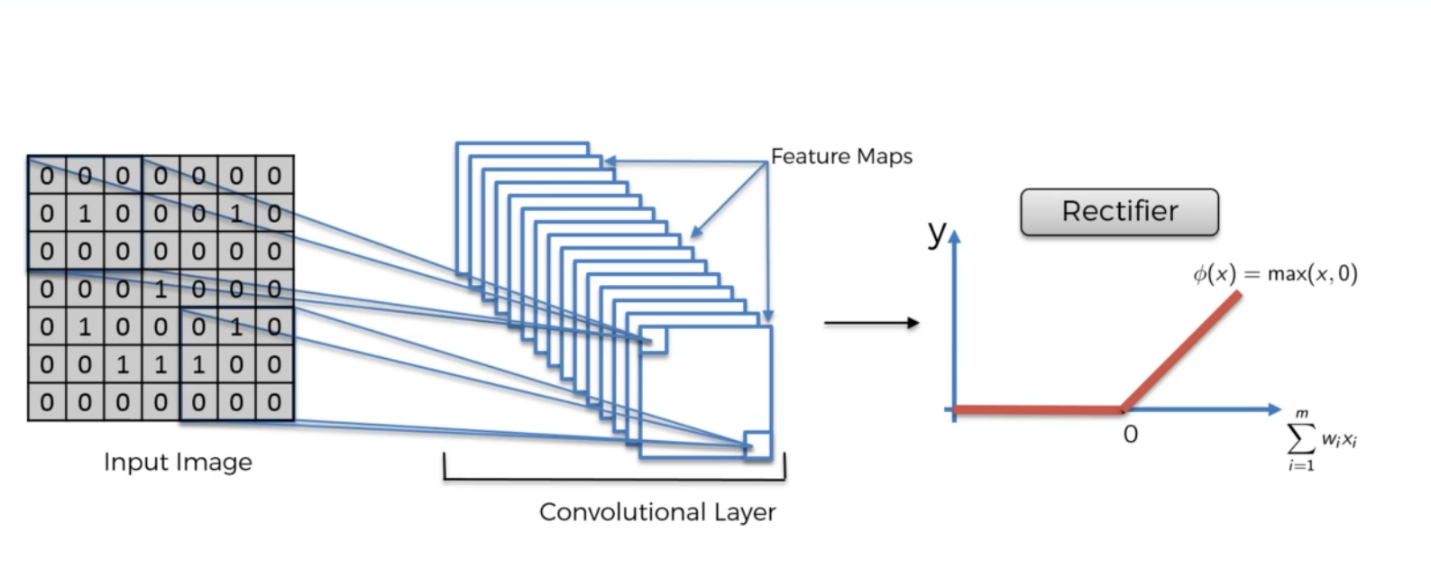 0 0 0 0 0 0 0
0 1 0 0 0 1 0
0 0 0 0 0 0 0
0 0 0 1 0 0 0
0 1 0 0 0 1 0
0 0 1 1 1 0 0
0 0 0 0 0 0 0
Input Image
Feature Maps
Convolutional Layer
Rectifier
y
ϕ(x) = max(x, 0)
0
m
∑ wᵢxᵢ
i=1